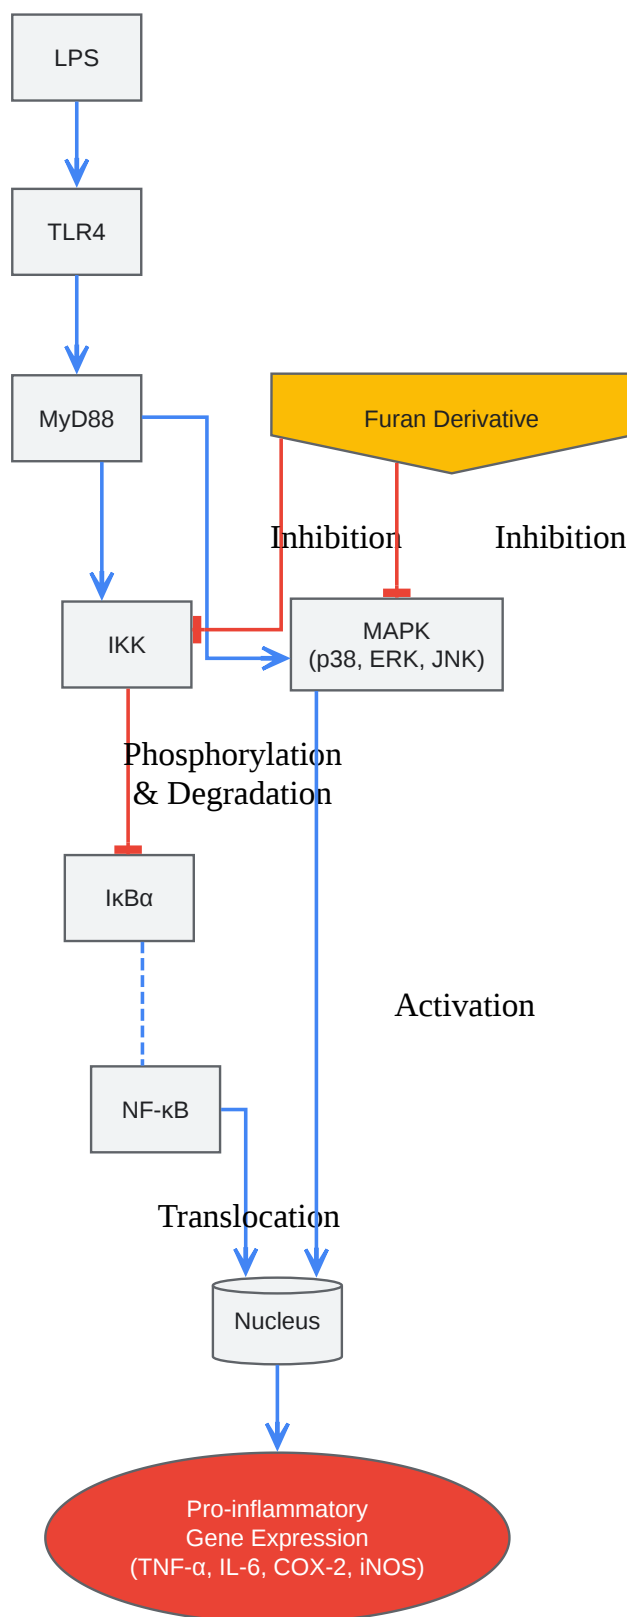 LPS
TLR4
MyD88
Furan Derivative
Inhibition
Inhibition
IKK
MAPK
(p38, ERK, JNK)
Phosphorylation
& Degradation
IκBα
Activation
NF-κB
Translocation
Nucleus
Pro-inflammatory
Gene Expression
(TNF-α, IL-6, COX-2, iNOS)